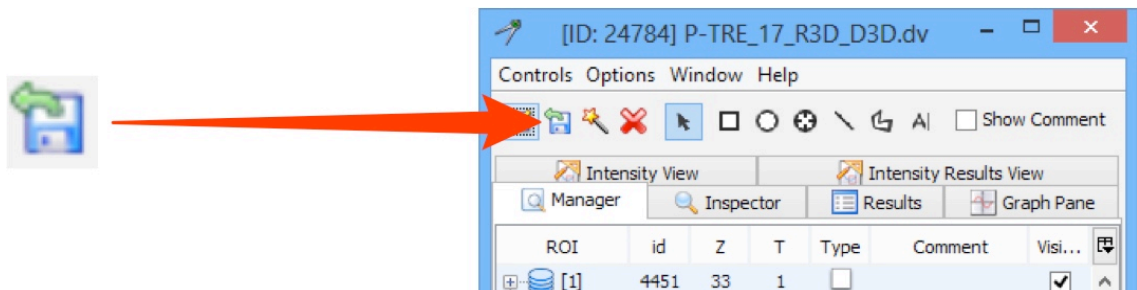 [ID: 24784] P-TRE_17_R3D_D3D.dv
Controls Options Window Help
A Show Comment
Intensity View Intensity Results View
Manager Inspector Results Graph Pane
ROI id Z T Type Comment Visi...
[1] 4451 33 1